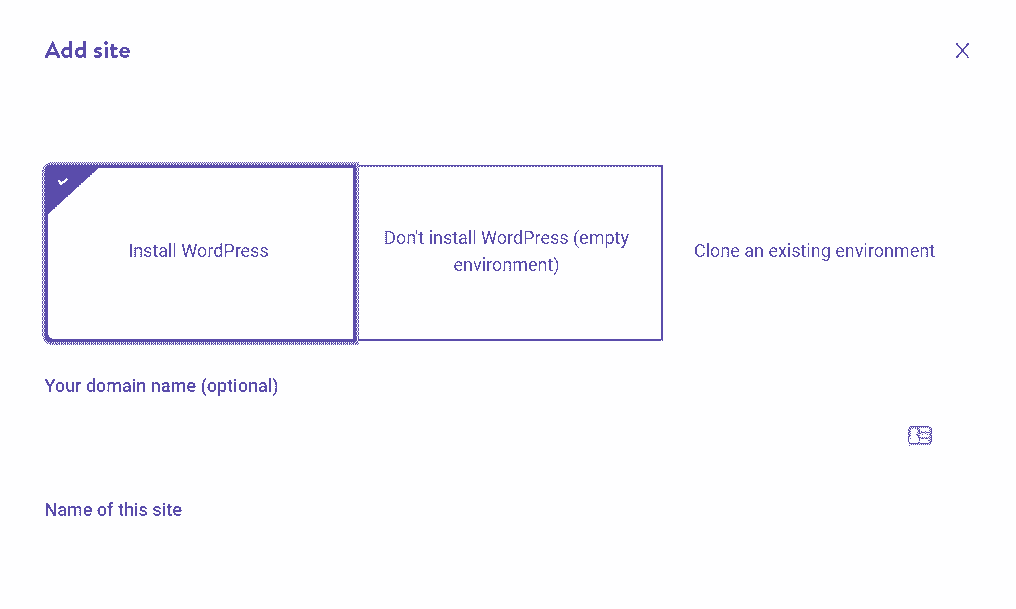 Add site
Install WordPress
Don't install WordPress (empty
environment)
Clone an existing environment
Your domain name (optional)
Name of this site